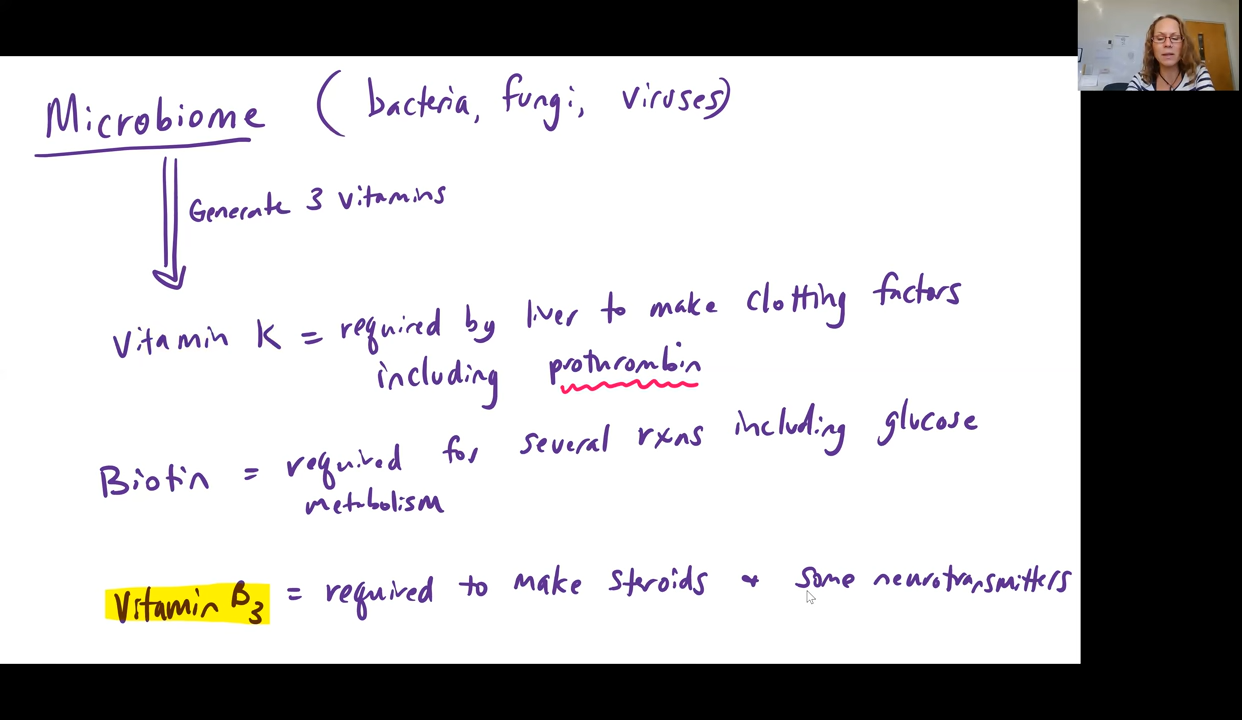 Microbiome (bacteria, fungi, viruses)
Generate 3 vitamins
Vitamin K = required by liver to make clotting factors
including prothrombin
Biotin = required for several rxns including glucose
metabolism
Vitamin B3 = required to make steroids + some neurotransmitters